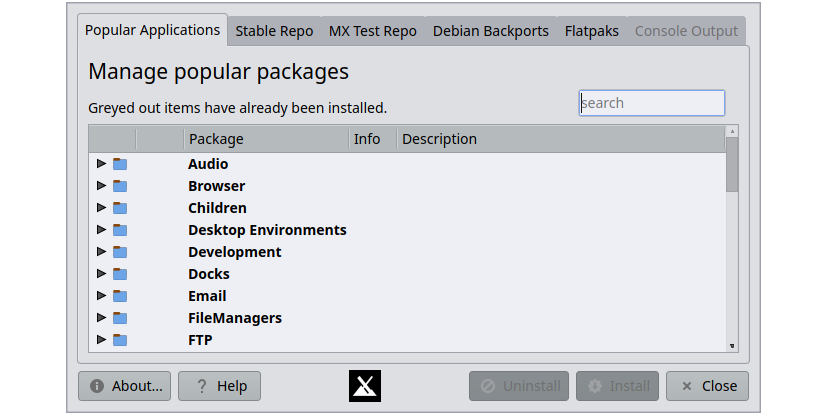 Popular Applications Stable Repo MX Test Repo Debian Backports Flatpaks Console Output
Manage popular packages
Greyed out items have already been installed.
search
Package Info Description
Audio
Browser
Children
Desktop Environments
Development
Docks
Email
FileManagers
FTP
About... Help Uninstall Install Close